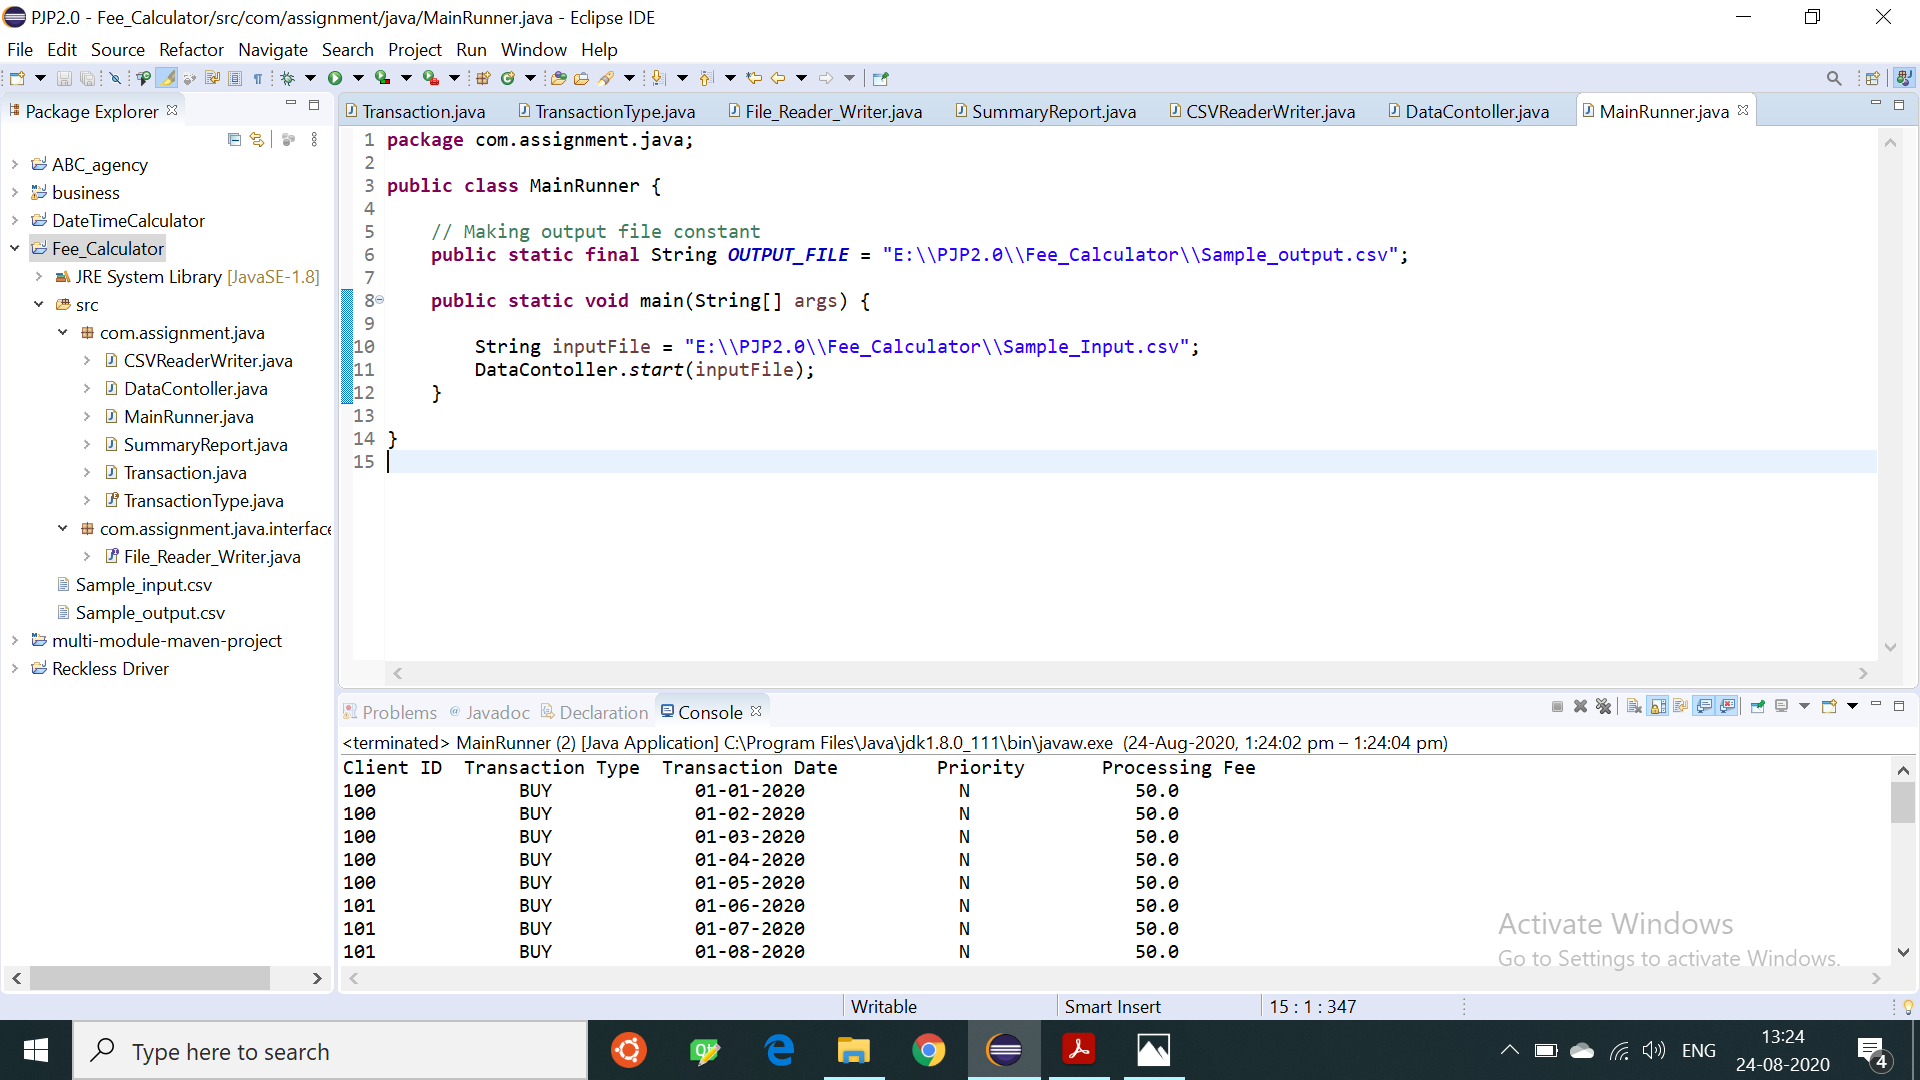 PJP2.0 - Fee_Calculator/src/com/assignment/java/MainRunner.java - Eclipse IDE
File Edit Source Refactor Navigate Search Project Run Window Help
Package Explorer
ABC_agency
business
DateTimeCalculator
Fee_Calculator
JRE System Library [JavaSE-1.8]
src
com.assignment.java
CSVReaderWriter.java
DataContoller.java
MainRunner.java
SummaryReport.java
Transaction.java
TransactionType.java
com.assignment.java.interface
File_Reader_Writer.java
Sample_input.csv
Sample_output.csv
multi-module-maven-project
Reckless Driver
Transaction.java TransactionType.java File_Reader_Writer.java SummaryReport.java CSVReaderWriter.java DataContoller.java MainRunner.java
1 package com.assignment.java;
2
3 public class MainRunner {
4
5 // Making output file constant
6 public static final String OUTPUT_FILE = "E:\\PJP2.0\\Fee_Calculator\\Sample_output.csv";
7
8 public static void main(String[] args) {
9
10 String inputFile = "E:\\PJP2.0\\Fee_Calculator\\Sample_Input.csv";
11 DataContoller.start(inputFile);
12 }
13
14 }
15
Problems @ Javadoc Declaration Console
<terminated> MainRunner (2) [Java Application] C:\Program Files\Java\jdk1.8.0_111\bin\javaw.exe (24-Aug-2020, 1:24:02 pm – 1:24:04 pm)
Client ID Transaction Type Transaction Date Priority Processing Fee
100 BUY 01-01-2020 N 50.0
100 BUY 01-02-2020 N 50.0
100 BUY 01-03-2020 N 50.0
100 BUY 01-04-2020 N 50.0
100 BUY 01-05-2020 N 50.0
101 BUY 01-06-2020 N 50.0
101 BUY 01-07-2020 N 50.0
101 BUY 01-08-2020 N 50.0
Activate Windows
Go to Settings to activate Windows.
Writable Smart Insert 15 : 1 : 347
Type here to search
Qt
ENG
13:24
24-08-2020
4